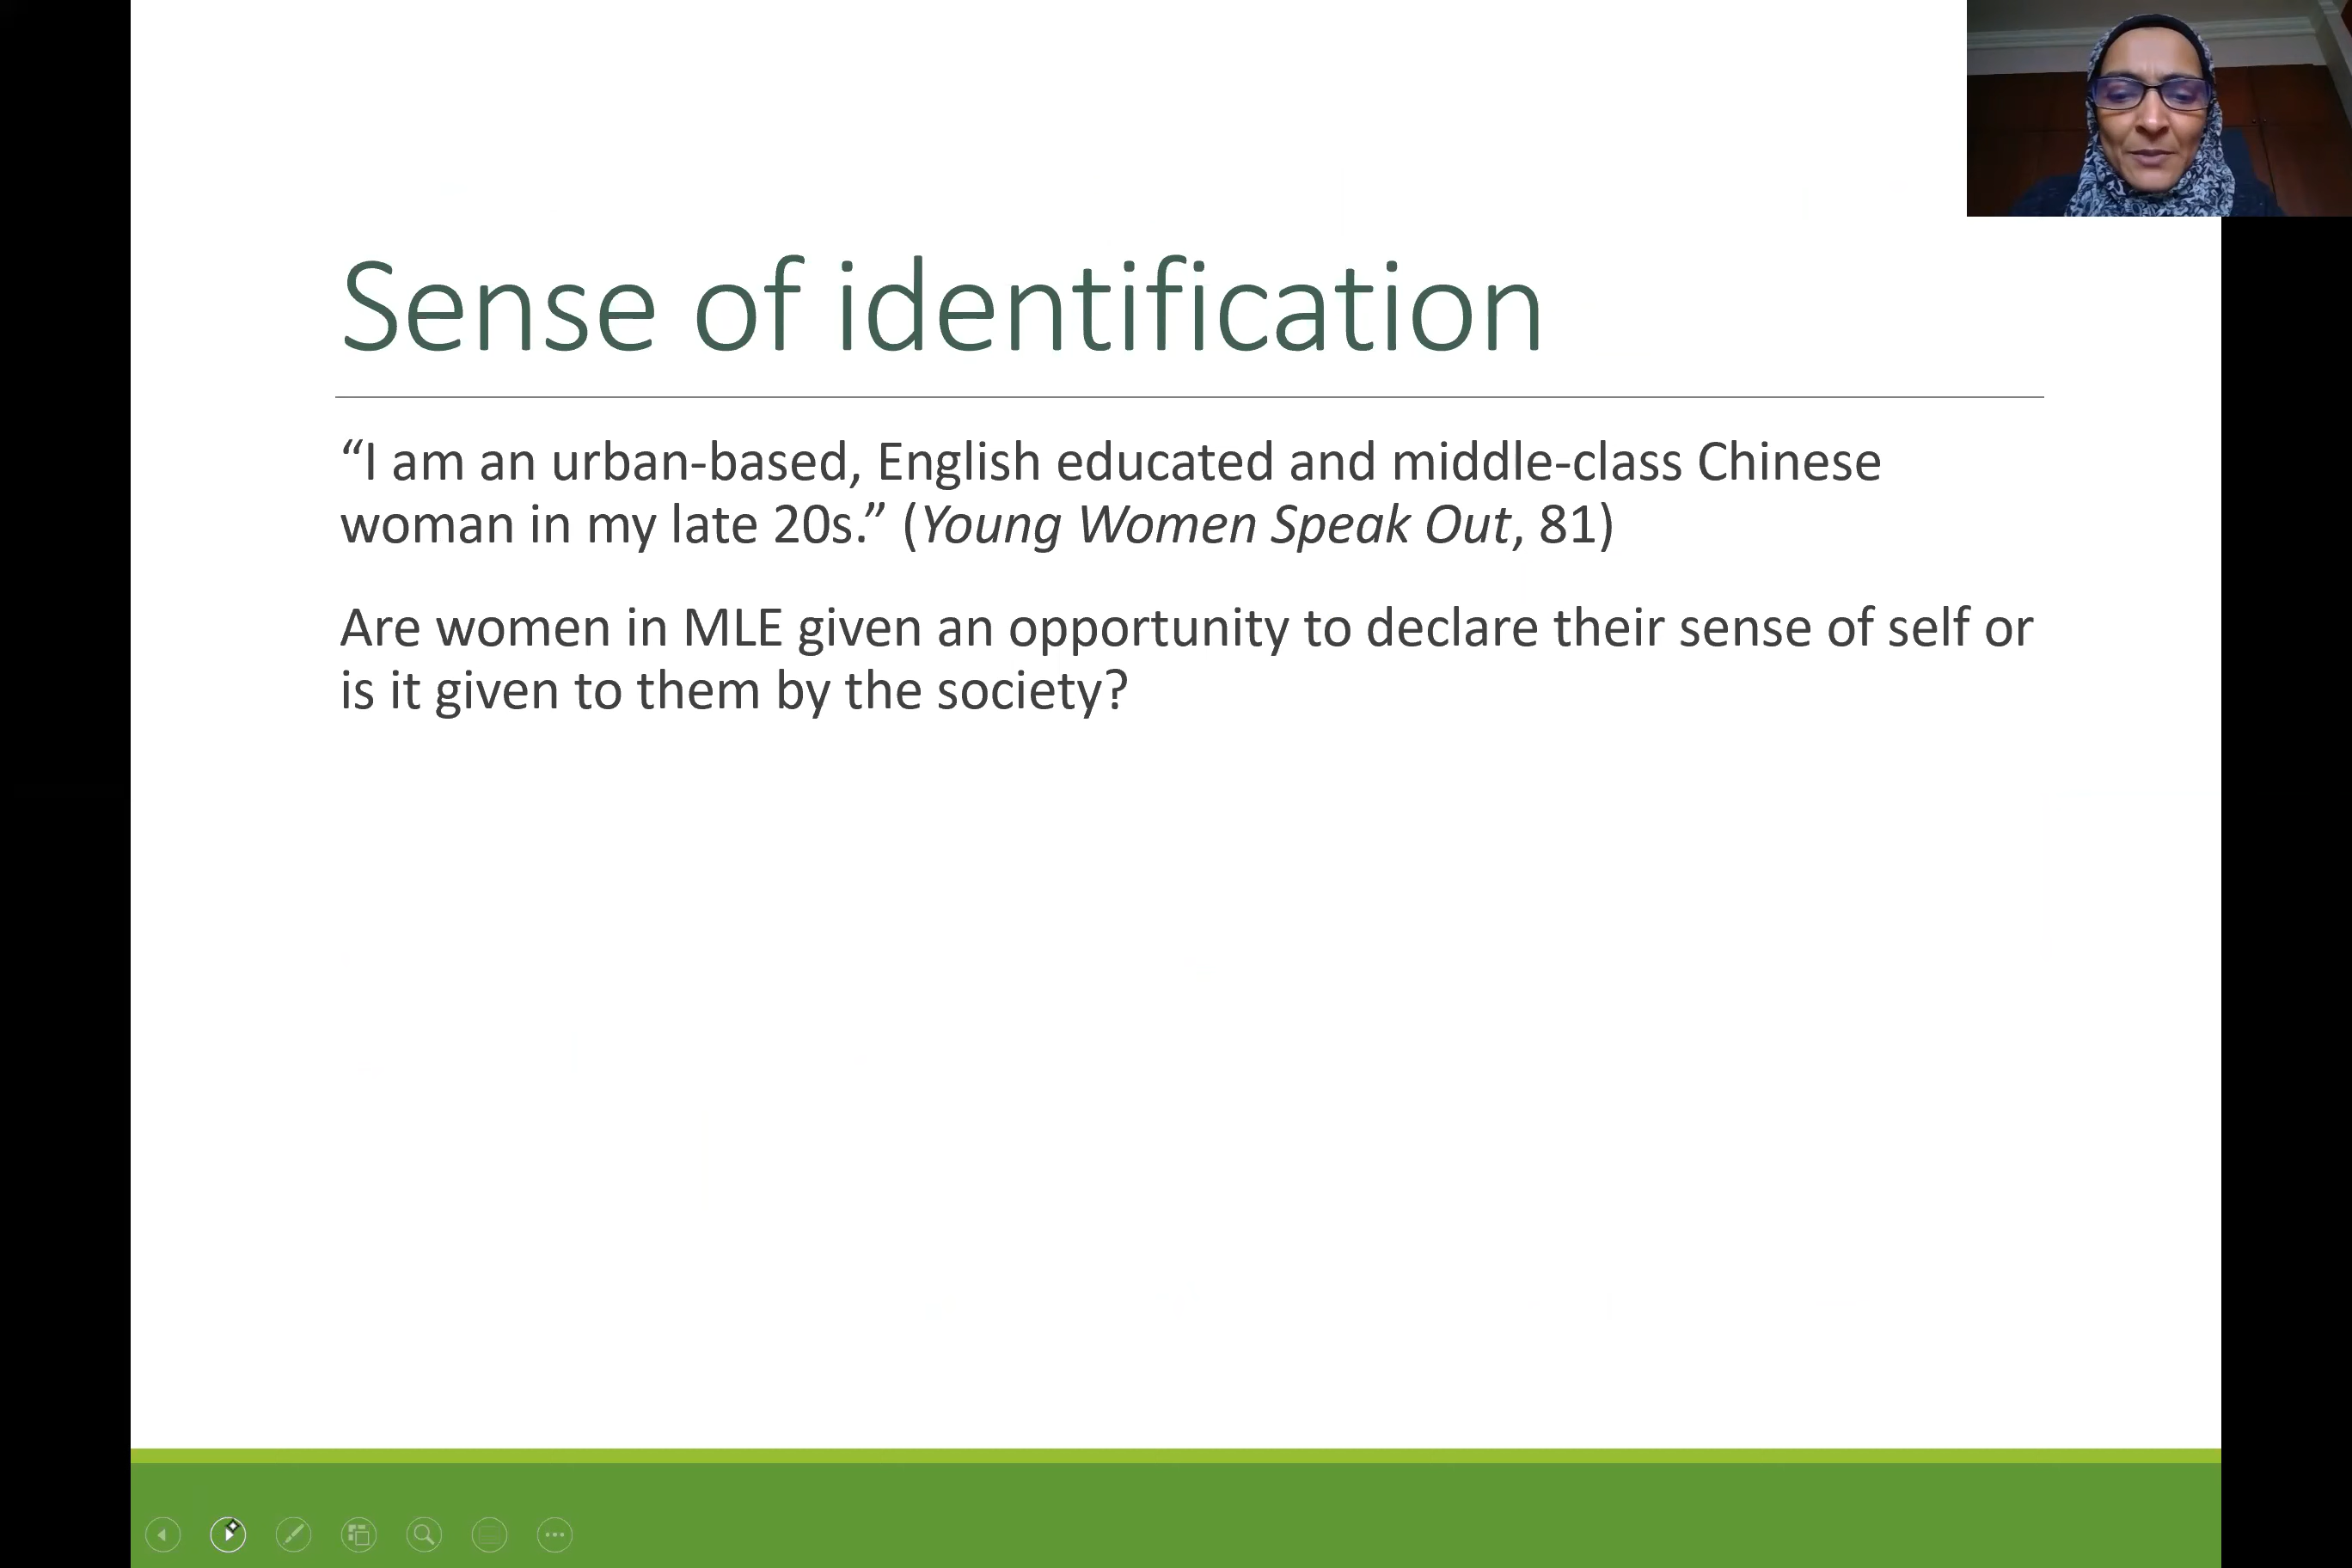 Sense of identification
“I am an urban-based, English educated and middle-class Chinese
woman in my late 20s.” (Young Women Speak Out, 81)
Are women in MLE given an opportunity to declare their sense of self or
is it given to them by the society?